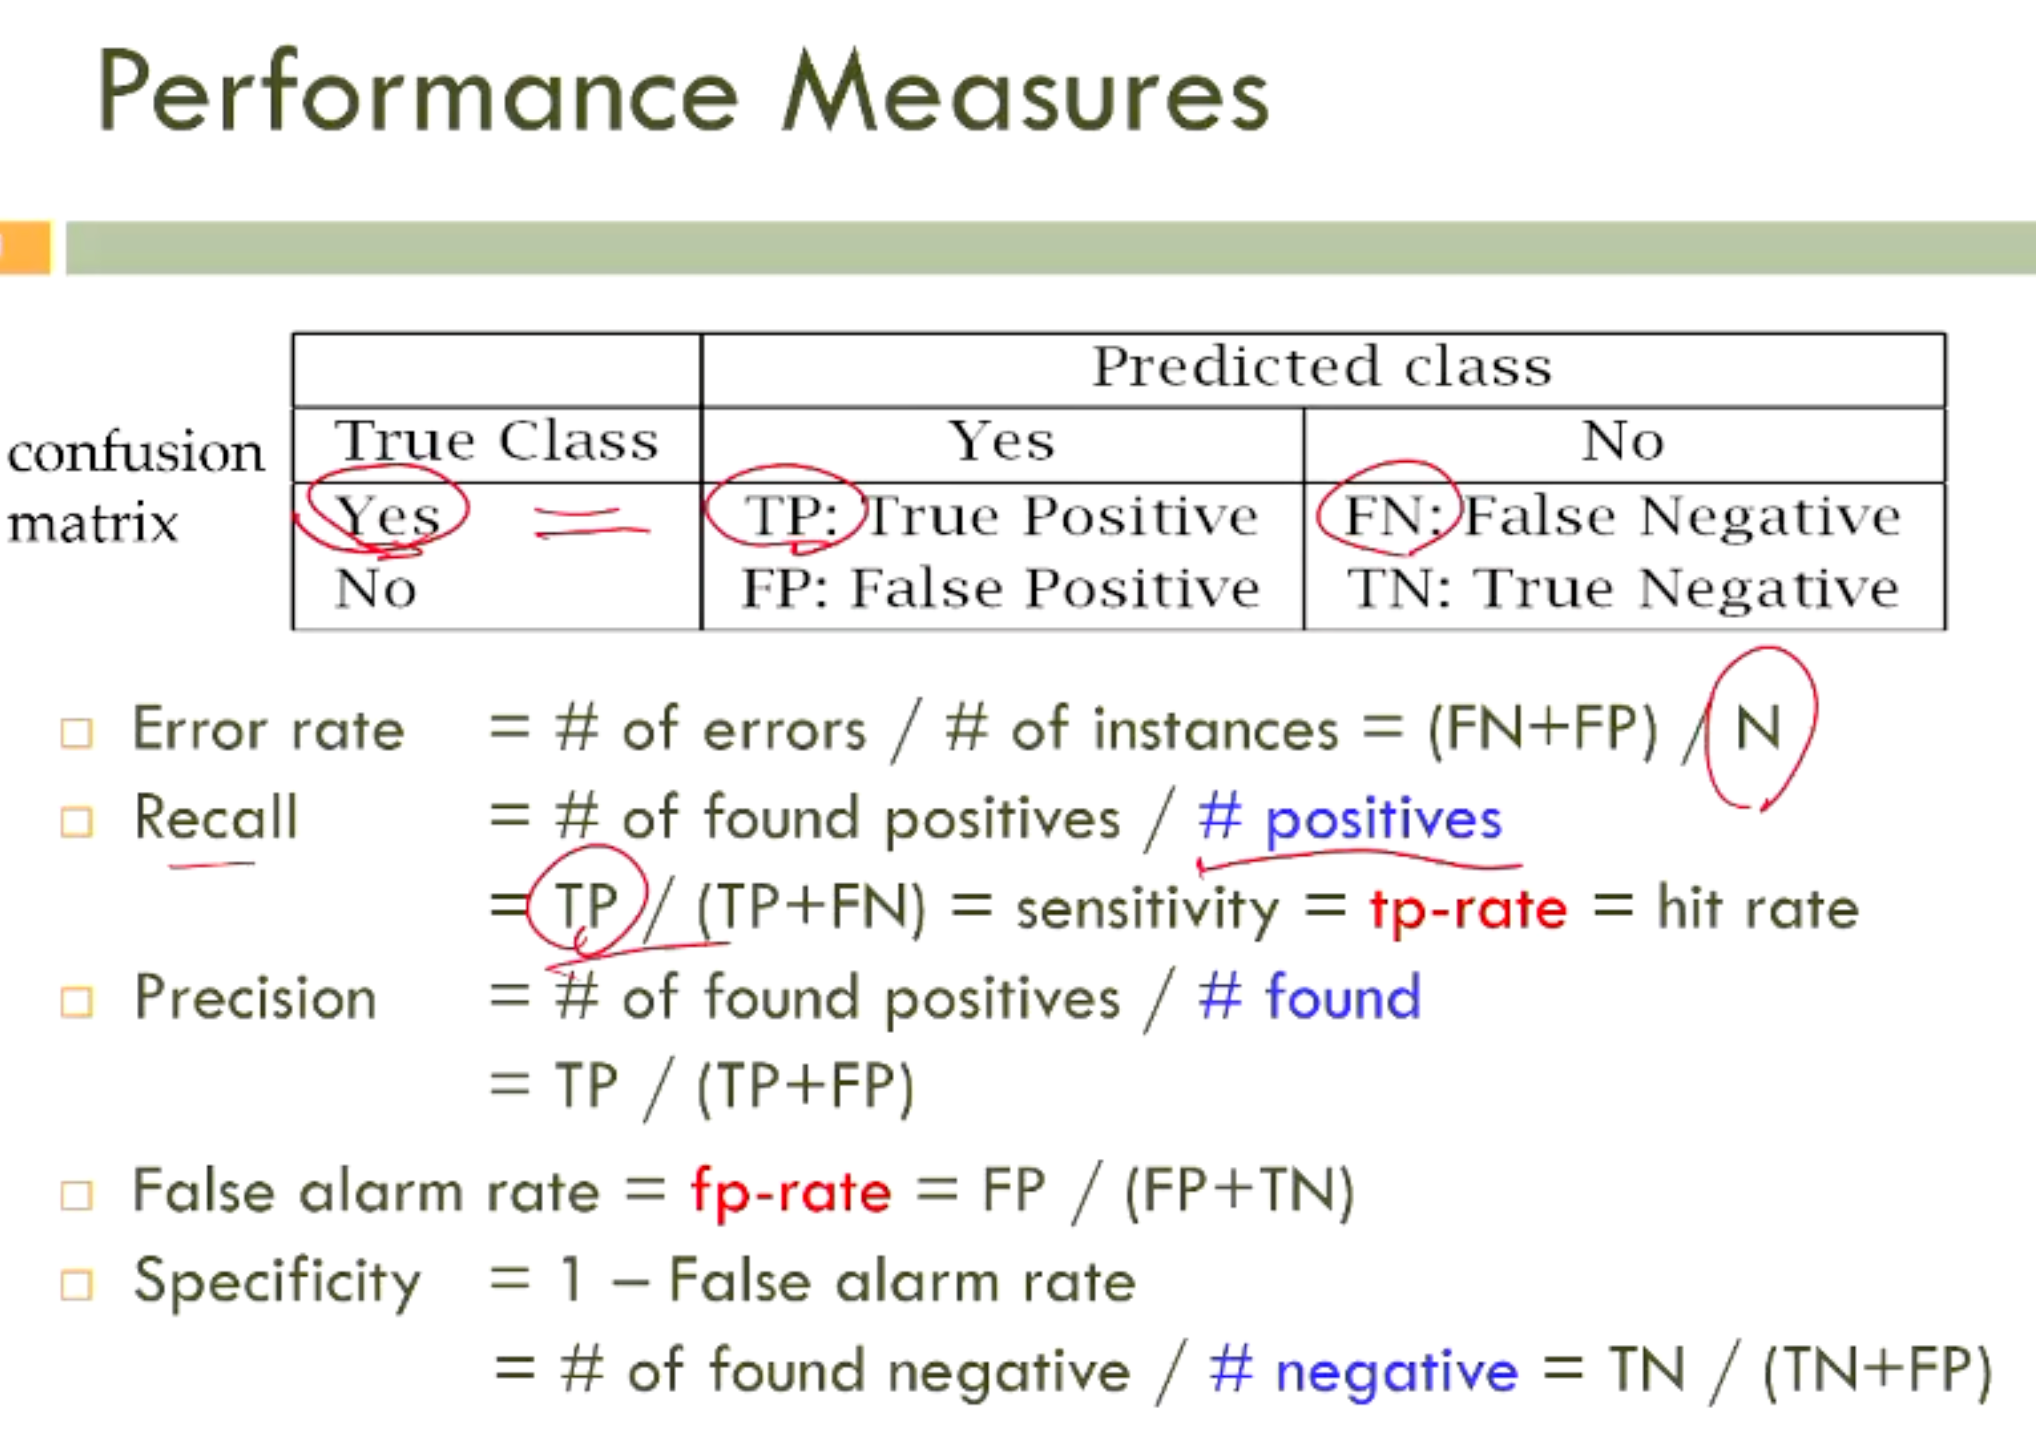 Performance Measures
Predicted class
confusion matrix
True Class Yes No
Yes TP: True Positive FN: False Negative
No FP: False Positive TN: True Negative
Error rate = # of errors / # of instances = (FN+FP) / N
Recall = # of found positives / # positives
= TP / (TP+FN) = sensitivity = tp-rate = hit rate
Precision = # of found positives / # found
= TP / (TP+FP)
False alarm rate = fp-rate = FP / (FP+TN)
Specificity = 1 – False alarm rate
= # of found negative / # negative = TN / (TN+FP)